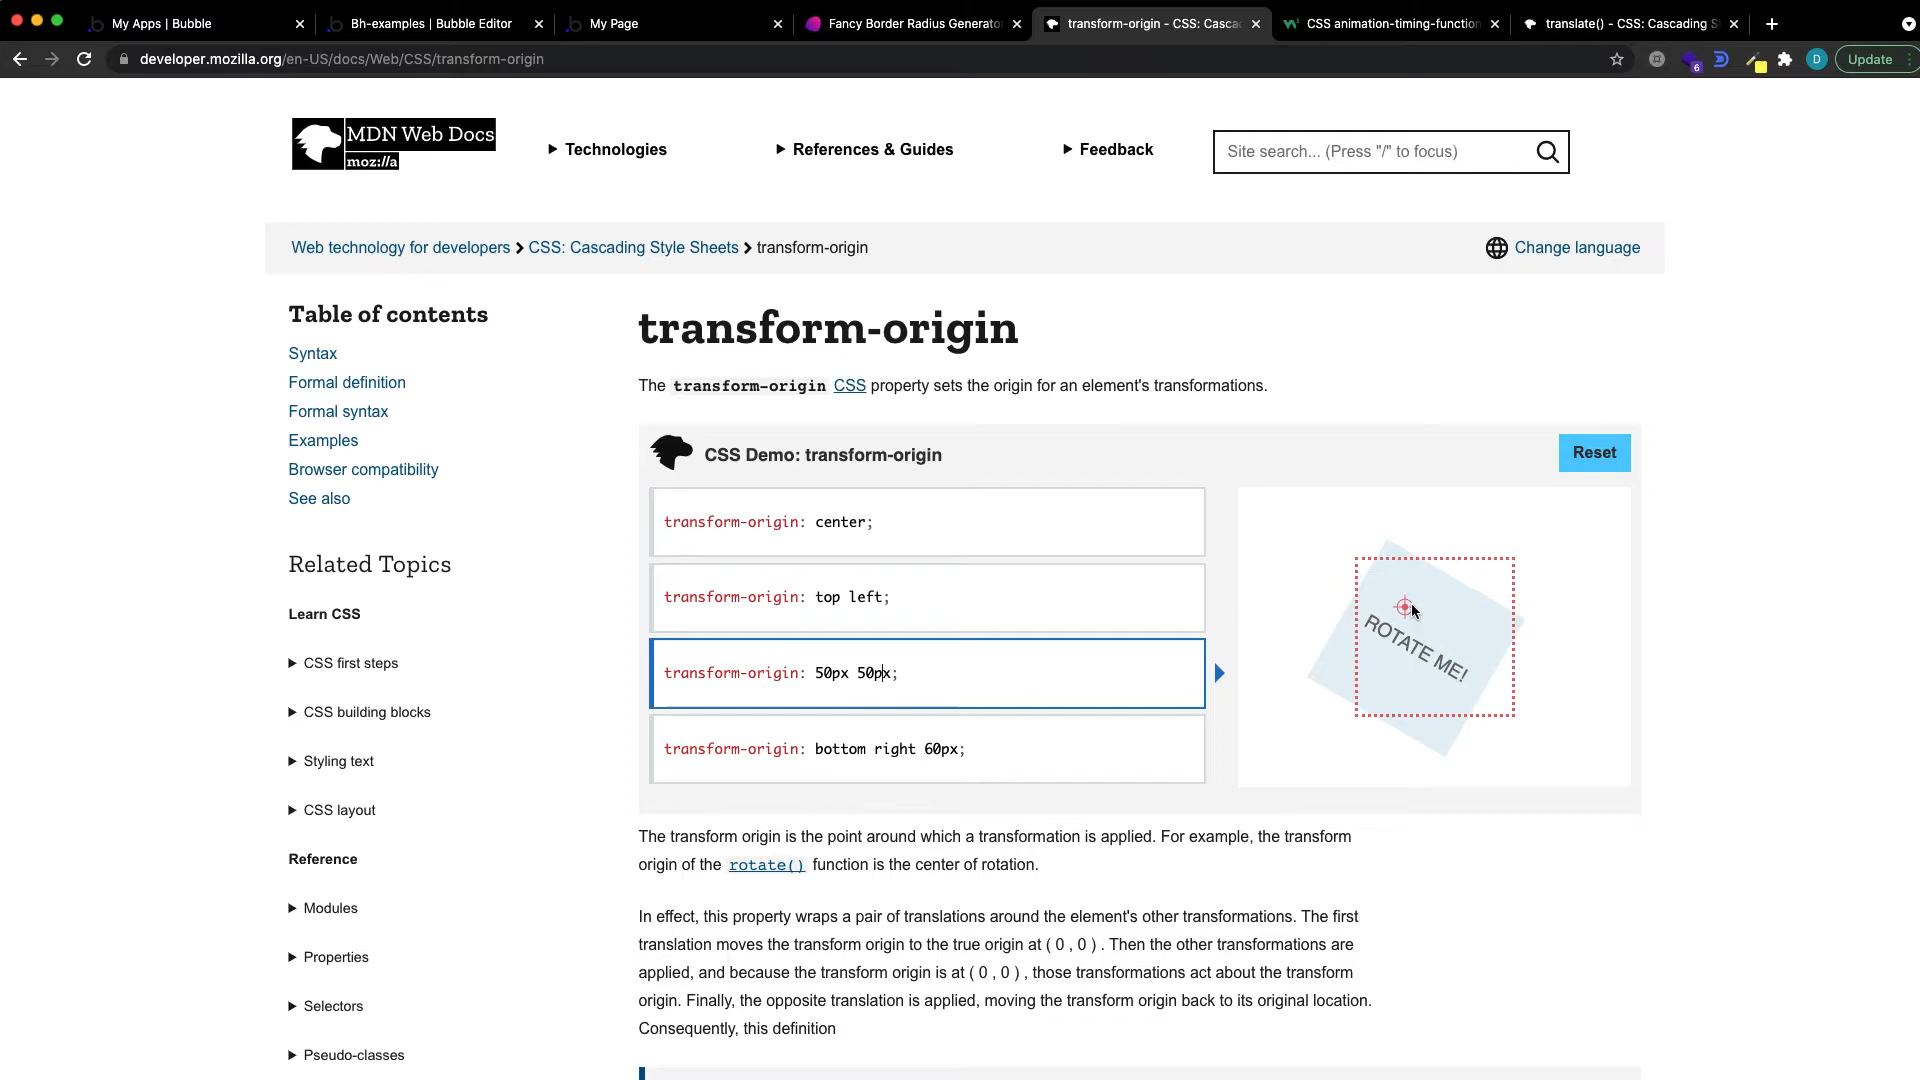 My Apps | Bubble
Bh-examples | Bubble Editor
My Page
Fancy Border Radius Generator
transform-origin - CSS: Casca
CSS animation-timing-function
translate() - CSS: Cascading S
developer.mozilla.org/en-US/docs/Web/CSS/transform-origin
6
D
Update
MDN Web Docs
moz://a
Technologies
References & Guides
Feedback
Site search... (Press "/" to focus)
Web technology for developers
CSS: Cascading Style Sheets
transform-origin
Change language
Table of contents
Syntax
Formal definition
Formal syntax
Examples
Browser compatibility
See also
Related Topics
Learn CSS
CSS first steps
CSS building blocks
Styling text
CSS layout
Reference
Modules
Properties
Selectors
Pseudo-classes
transform-origin
The transform-origin CSS property sets the origin for an element's transformations.
CSS Demo: transform-origin
Reset
transform-origin: center;
transform-origin: top left;
transform-origin: 50px 50px;
transform-origin: bottom right 60px;
ROTATE ME!
The transform origin is the point around which a transformation is applied. For example, the transform
origin of the rotate() function is the center of rotation.
In effect, this property wraps a pair of translations around the element's other transformations. The first
translation moves the transform origin to the true origin at ( 0 , 0 ) . Then the other transformations are
applied, and because the transform origin is at ( 0 , 0 ) , those transformations act about the transform
origin. Finally, the opposite translation is applied, moving the transform origin back to its original location.
Consequently, this definition